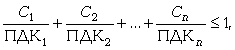 C₁/ПДК₁ + C₂/ПДК₂ + ... + Cₙ/ПДКₙ ≤ 1,